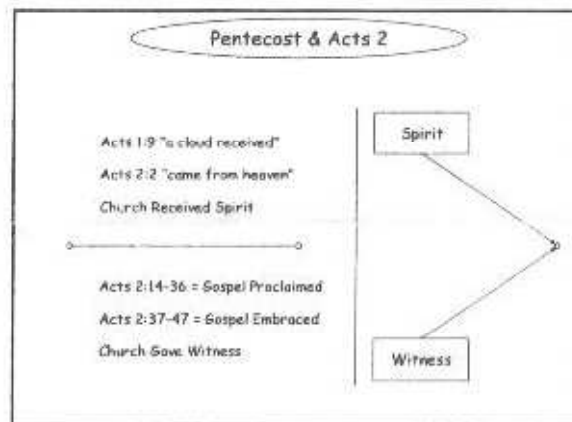 Pentecost & Acts 2
Acts 1:9 "a cloud received"
Acts 2:2 "came from heaven"
Church Received Spirit
Acts 2:14-36 = Gospel Proclaimed
Acts 2:37-47 = Gospel Embraced
Church Gave Witness
Spirit
Witness